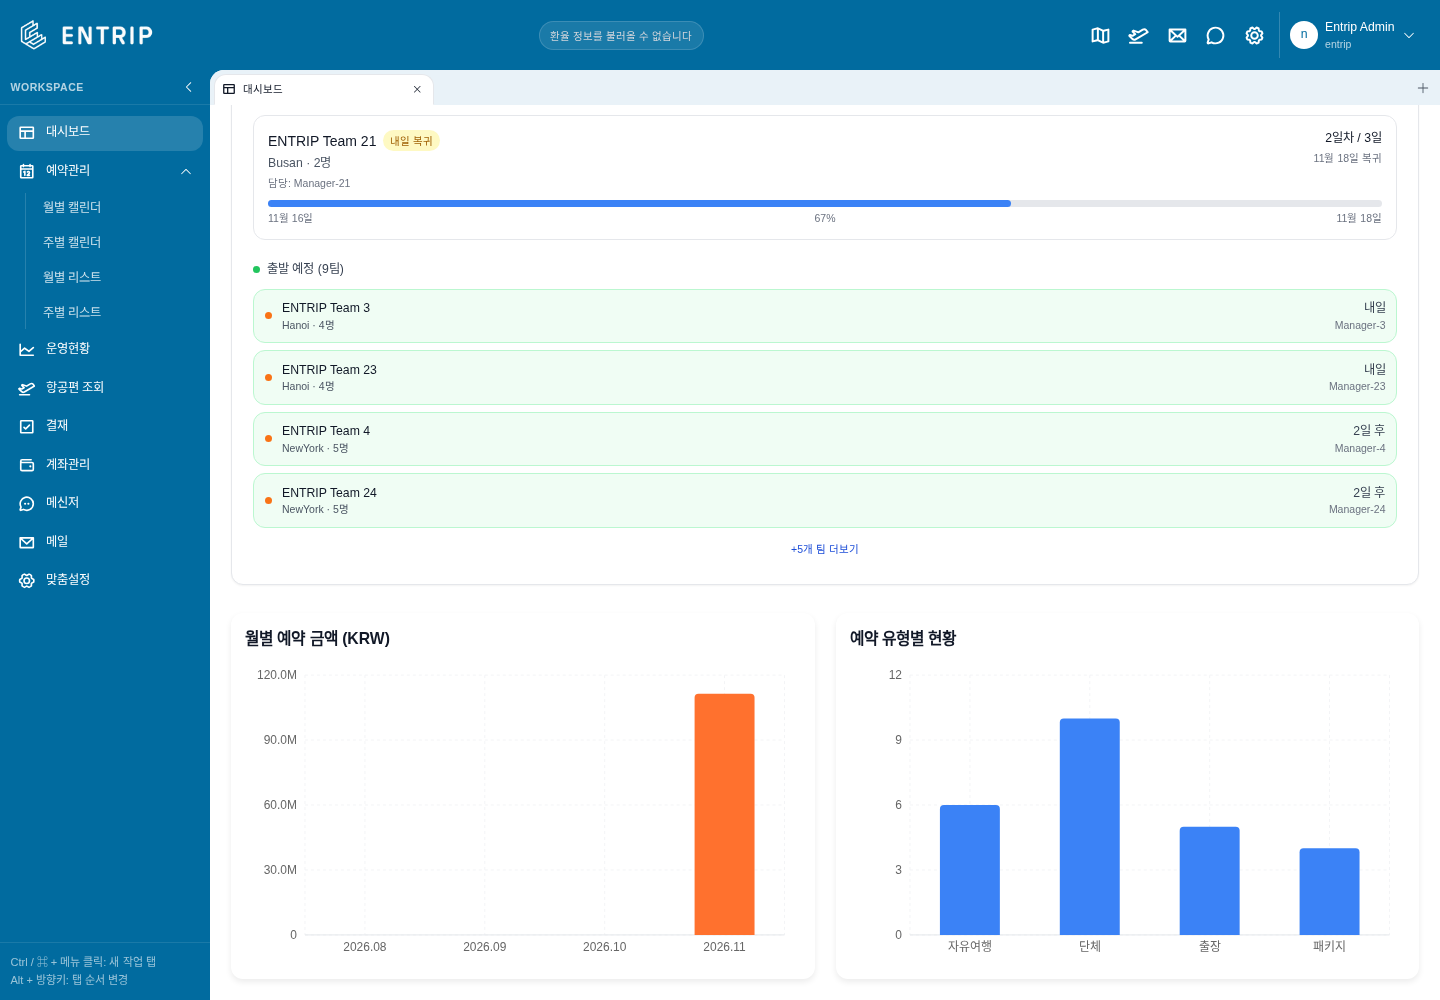 ENTRIP
환율 정보를 불러올 수 없습니다
n
Entrip Admin
entrip
WORKSPACE
대시보드
예약관리
월별 캘린더
주별 캘린더
월별 리스트
주별 리스트
운영현황
항공편 조회
결재
계좌관리
메신저
메일
맞춤설정
Ctrl / ⌘ + 메뉴 클릭: 새 작업 탭
Alt + 방향키: 탭 순서 변경
대시보드
ENTRIP Team 21 내일 복귀
2일차 / 3일
Busan · 2명
11월 18일 복귀
담당: Manager-21
11월 16일 67% 11월 18일
출발 예정 (9팀)
ENTRIP Team 3 내일
Hanoi · 4명 Manager-3
ENTRIP Team 23 내일
Hanoi · 4명 Manager-23
ENTRIP Team 4 2일 후
NewYork · 5명 Manager-4
ENTRIP Team 24 2일 후
NewYork · 5명 Manager-24
+5개 팀 더보기
월별 예약 금액 (KRW)
120.0M
90.0M
60.0M
30.0M
0
2026.08 2026.09 2026.10 2026.11
예약 유형별 현황
12
9
6
3
0
자유여행 단체 출장 패키지